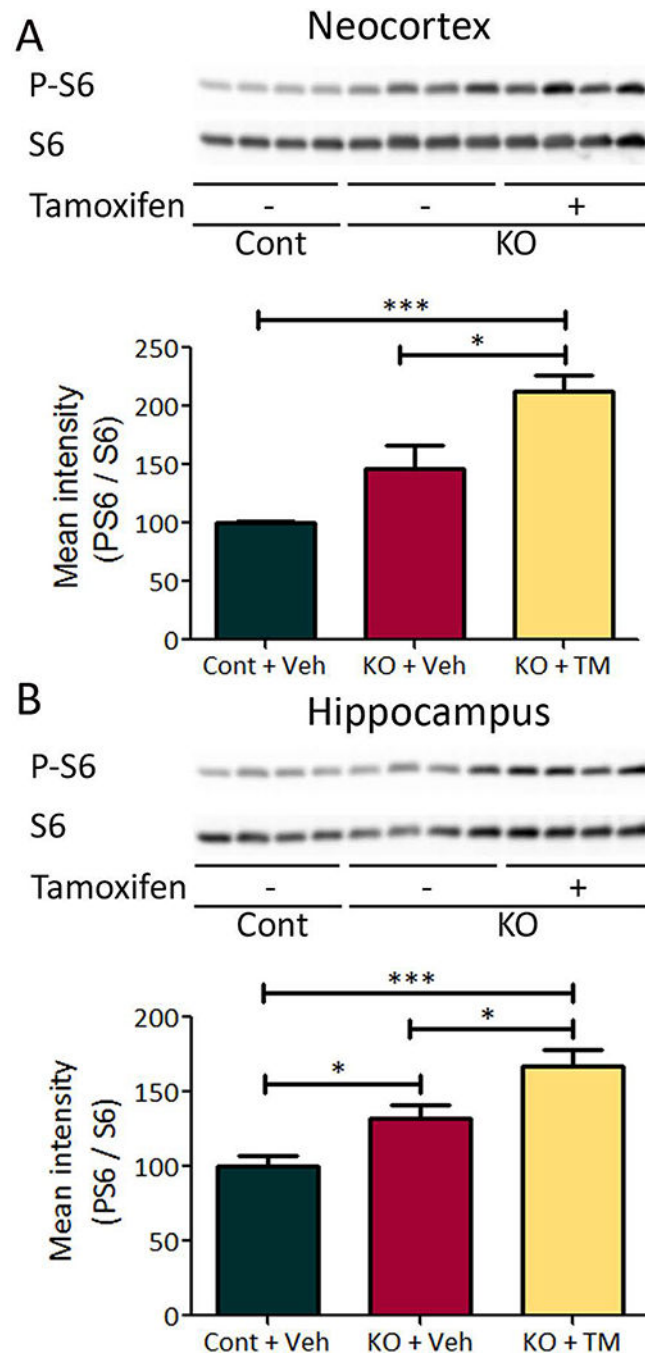 A
Neocortex
P-S6
S6
Tamoxifen - - +
Cont KO
***
*
Mean intensity
(PS6 / S6)
250
200
150
100
50
0
Cont + Veh KO + Veh KO + TM
B
Hippocampus
P-S6
S6
Tamoxifen - - +
Cont KO
***
*
*
Mean intensity
(PS6 / S6)
200
150
100
50
0
Cont + Veh KO + Veh KO + TM